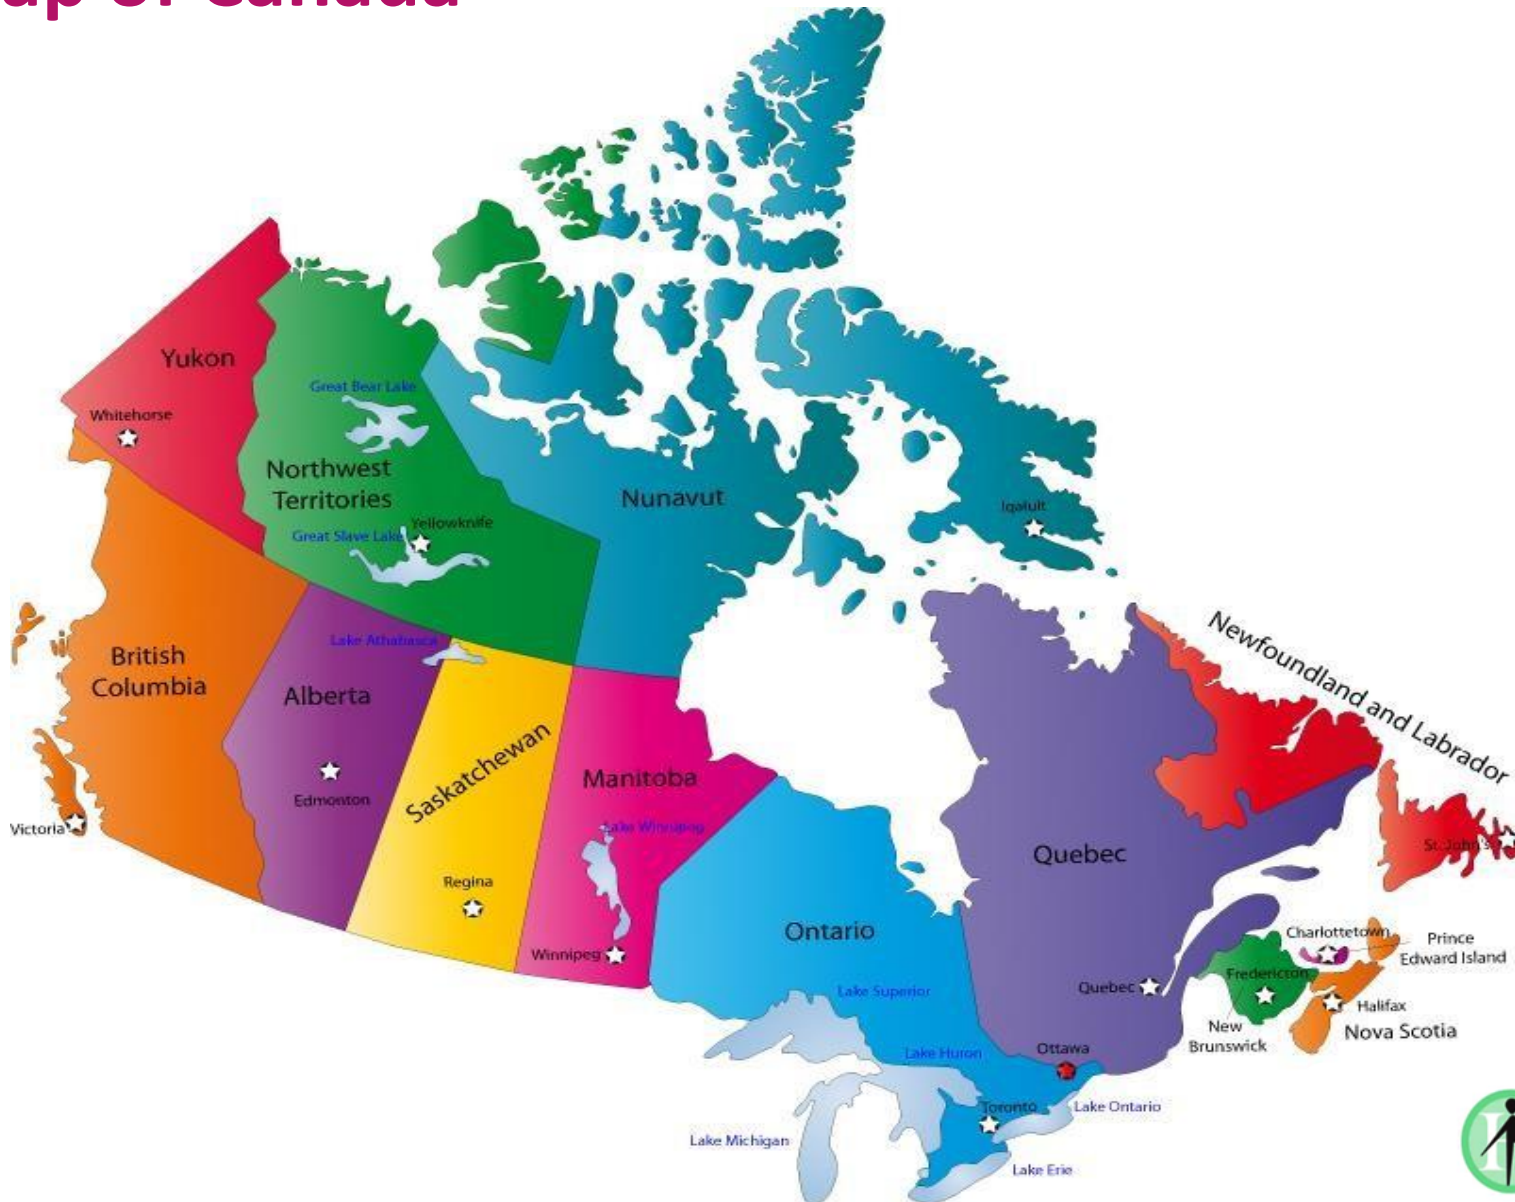 ap of Canada
Yukon
Whitehorse
Great Bear Lake
Northwest
Territories
Yellowknife
Great Slave Lake
Nunavut
Iqaluit
British
Columbia
Victoria
Lake Athabasca
Alberta
Edmonton
Saskatchewan
Regina
Manitoba
Lake Winnipeg
Winnipeg
Ontario
Lake Superior
Lake Huron
Ottawa
Toronto
Lake Ontario
Lake Michigan
Lake Erie
Quebec
Quebec
Newfoundland and Labrador
St. John's
Charlottetown
Prince
Edward Island
Fredericton
New
Brunswick
Halifax
Nova Scotia